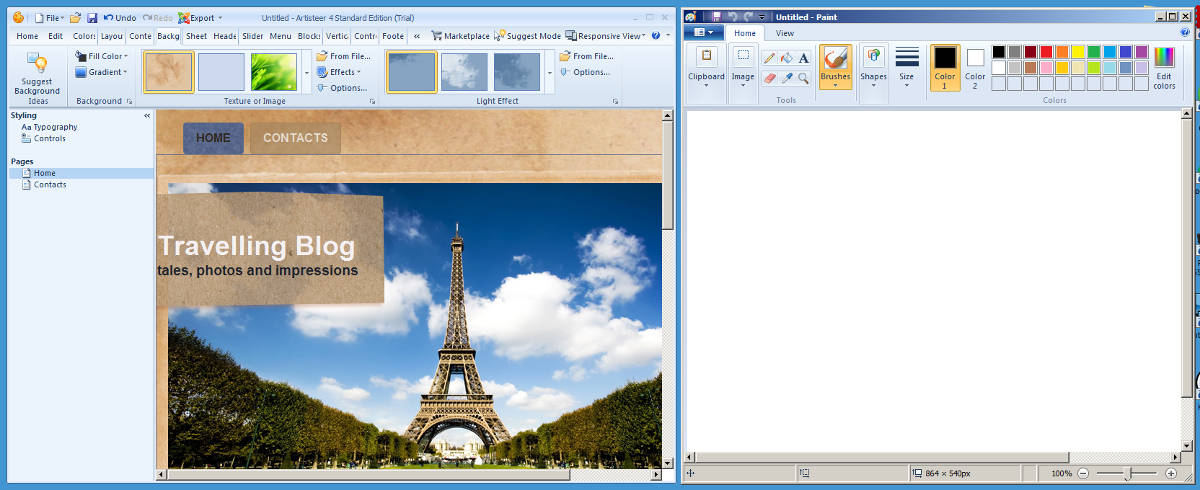 File
Undo
Redo
Export
Untitled - Artisteer 4 Standard Edition (Trial)
Home Edit Colors Layou Conte Backg Sheet Heade Slider Menu Blocks Vertic Contr Foote Marketplace Suggest Mode Responsive View
Suggest
Background
Fill Color
Gradient
From File...
Effects
Options...
From File...
Options...
Ideas Background Texture or Image Light Effect
Styling
Aa Typography
Controls
Pages
Home
Contacts
HOME CONTACTS
Travelling Blog
tales, photos and impressions
Untitled - Paint
Home View
Clipboard
Image
A
Brushes
Shapes
Size
Color
1
Color
2
Edit
colors
Tools Colors
864 × 540px 100%